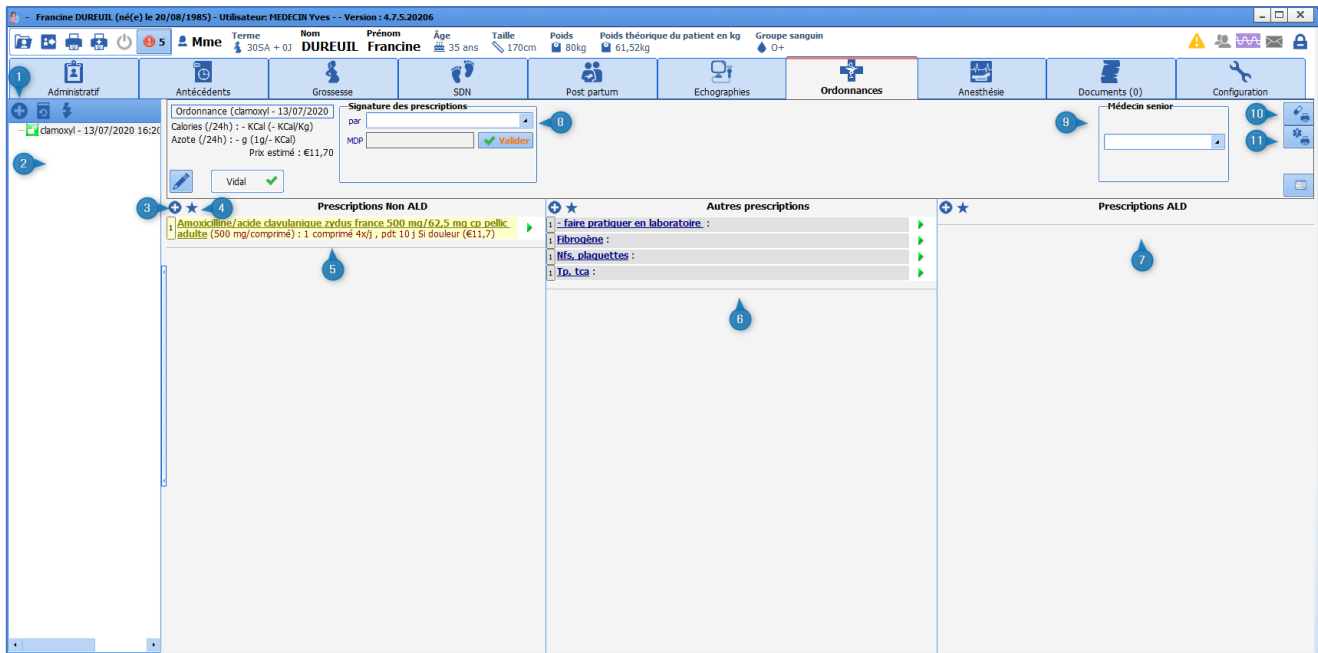 - Francine DUREUIL (né(e) le 20/08/1985) - Utilisateur: MEDECIN Yves - - Version : 4.7.5.20206
5
Mme
Terme
30SA + 0J
Nom
DUREUIL
Prénom
Francine
Âge
35 ans
Taille
170cm
Poids
80kg
Poids théorique du patient en kg
61,52kg
Groupe sanguin
O+
Administratif
Antécédents
Grossesse
SDN
Post partum
Echographies
Ordonnances
Anesthésie
Documents (0)
Configuration
1
clamoxyl - 13/07/2020 16:20
2
Ordonnance (clamoxyl - 13/07/2020
Calories (/24h) : - KCal (- KCal/Kg)
Azote (/24h) : - g (1g/- KCal)
Prix estimé : €11,70
Vidal
Signature des prescriptions
par
MDP
Valider
8
Médecin senior
9
10
11
3
4
Prescriptions Non ALD
1 Amoxicilline/acide clavulanique zydus france 500 mg/62,5 mg cp pellic
adulte (500 mg/comprimé) : 1 comprimé 4x/j , pdt 10 j Si douleur (€11,7)
5
Autres prescriptions
1 - faire pratiquer en laboratoire :
1 Fibrogène :
1 Nfs, plaquettes :
1 Tp, tca :
6
Prescriptions ALD
7